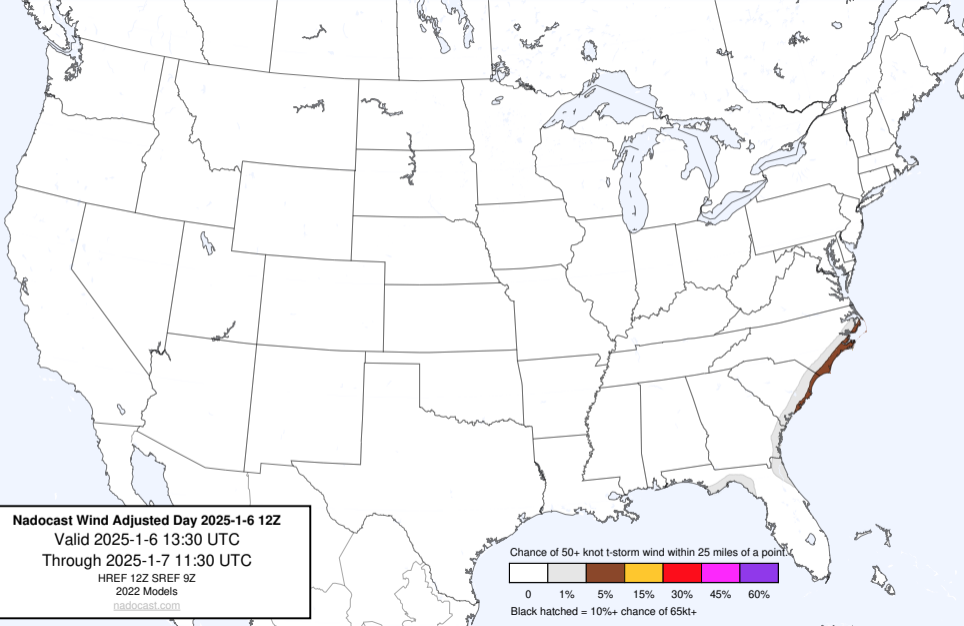 Nadocast Wind Adjusted Day 2025-1-6 12Z
Valid 2025-1-6 13:30 UTC
Through 2025-1-7 11:30 UTC
HREF 12Z SREF 9Z
2022 Models
nadocast.com
Chance of 50+ knot t-storm wind within 25 miles of a point.
0 1% 5% 15% 30% 45% 60%
Black hatched = 10%+ chance of 65kt+